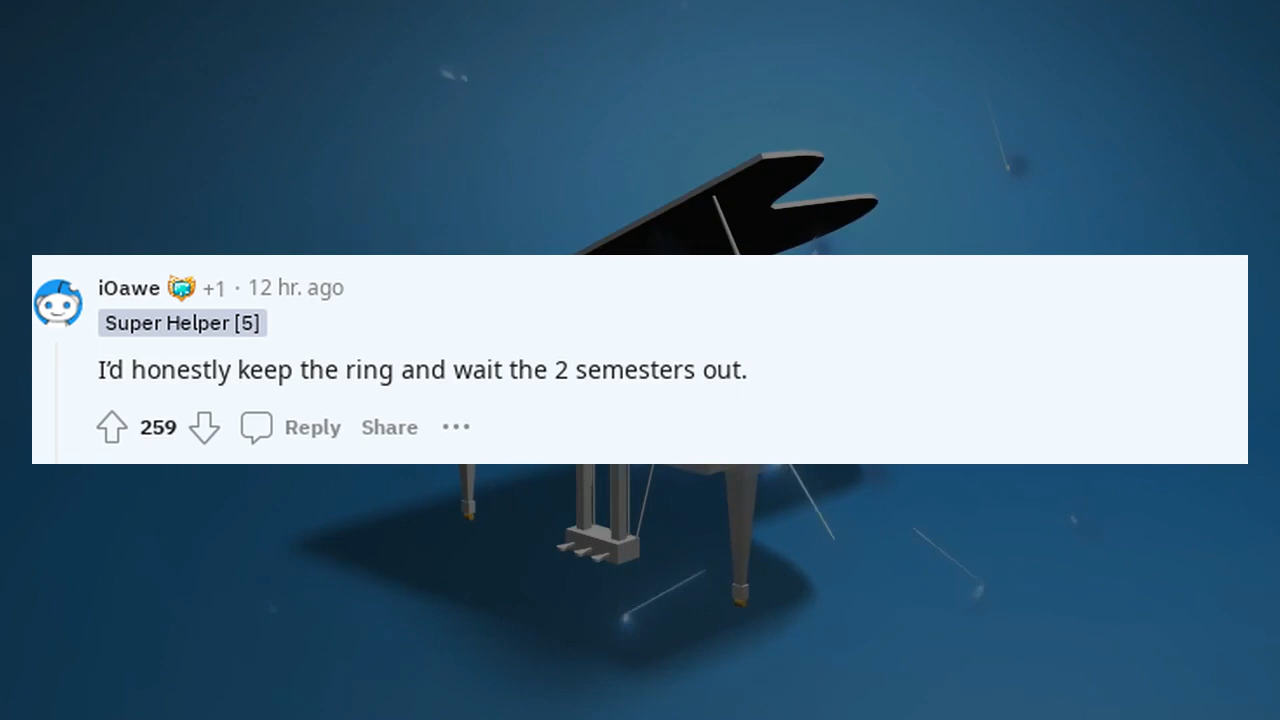 iOawe +1 · 12 hr. ago
Super Helper [5]
I'd honestly keep the ring and wait the 2 semesters out.
259 Reply Share ···